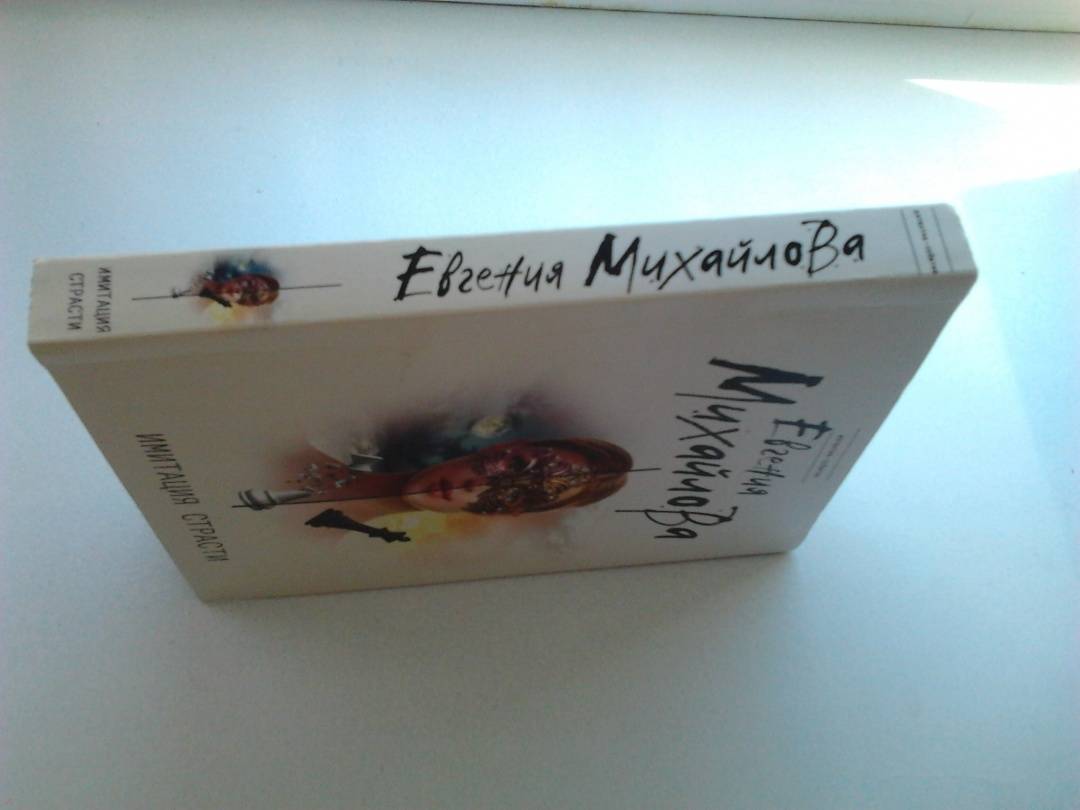 Евгения Михайлова
ИМИТАЦИЯ
СТРАСТИ
Евгения
Михайлова
ИМИТАЦИЯ СТРАСТИ